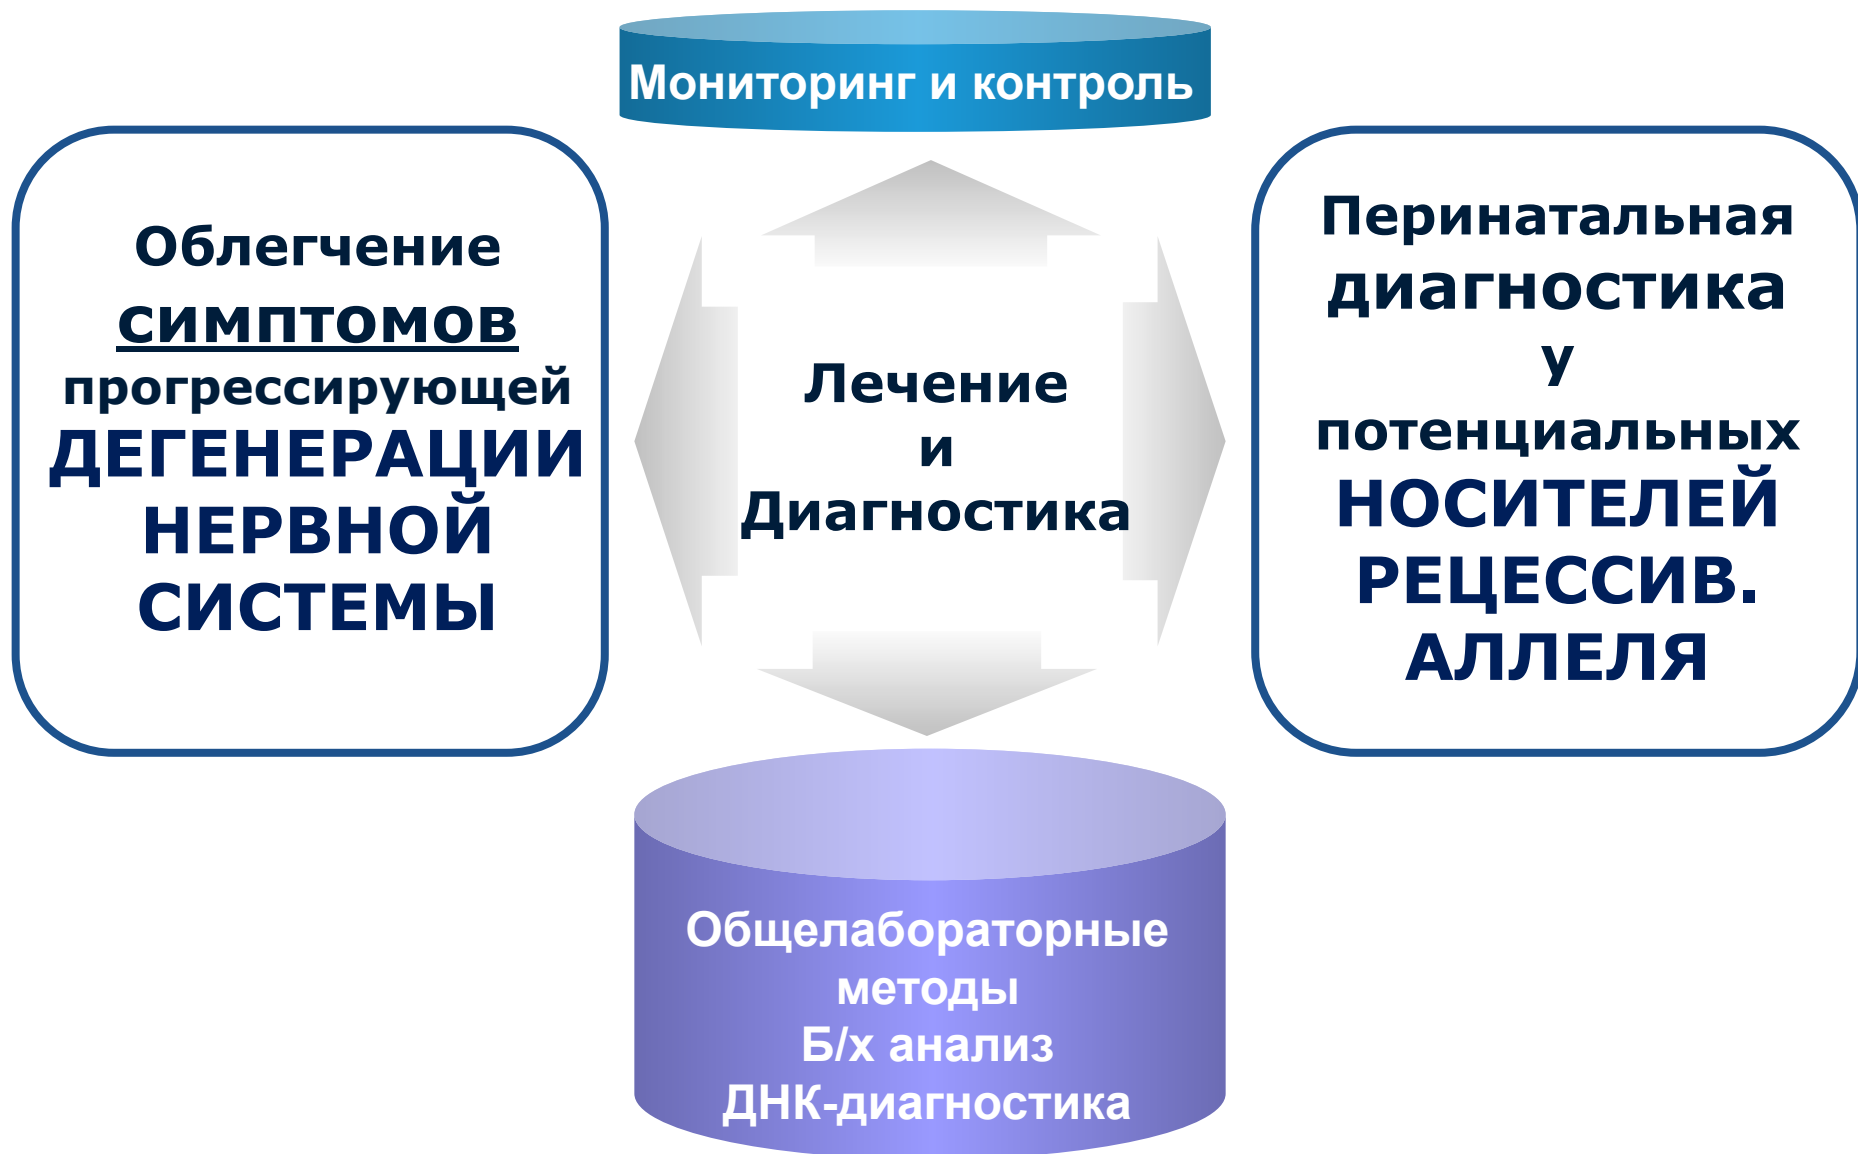 Мониторинг и контроль
Облегчение
симптомов
прогрессирующей
ДЕГЕНЕРАЦИИ
НЕРВНОЙ
СИСТЕМЫ
Лечение
и
Диагностика
Перинатальная
диагностика
у
потенциальных
НОСИТЕЛЕЙ
РЕЦЕССИВ.
АЛЛЕЛЯ
Общелабораторные
методы
Б/х анализ
ДНК-диагностика